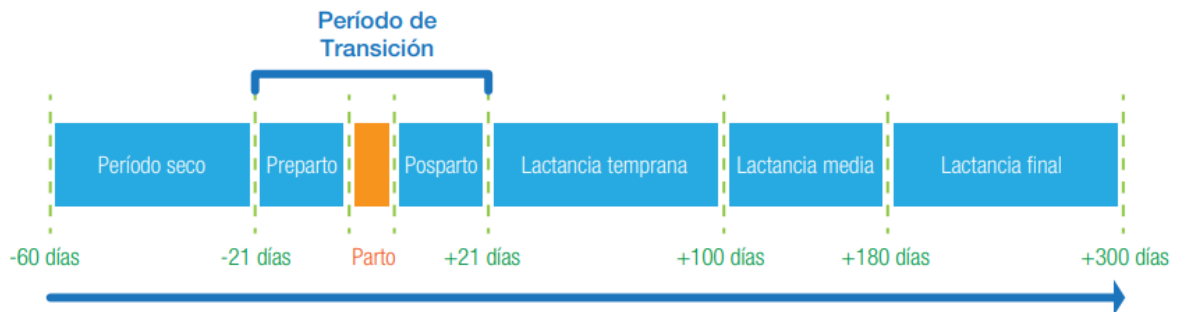 Período de
Transición
Período seco
Preparto
Posparto
Lactancia temprana
Lactancia media
Lactancia final
-60 días
-21 días
Parto
+21 días
+100 días
+180 días
+300 días